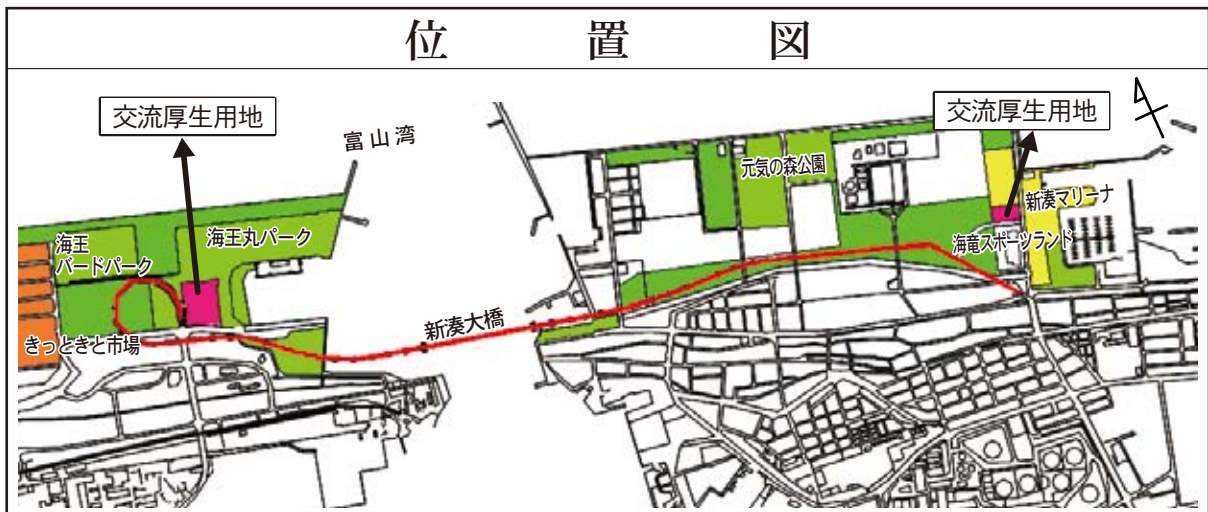 位置図
交流厚生用地
交流厚生用地
富山湾
元気の森公園
新湊マリーナ
海王
バードパーク
海王丸パーク
海竜スポーツランド
新湊大橋
きっときと市場